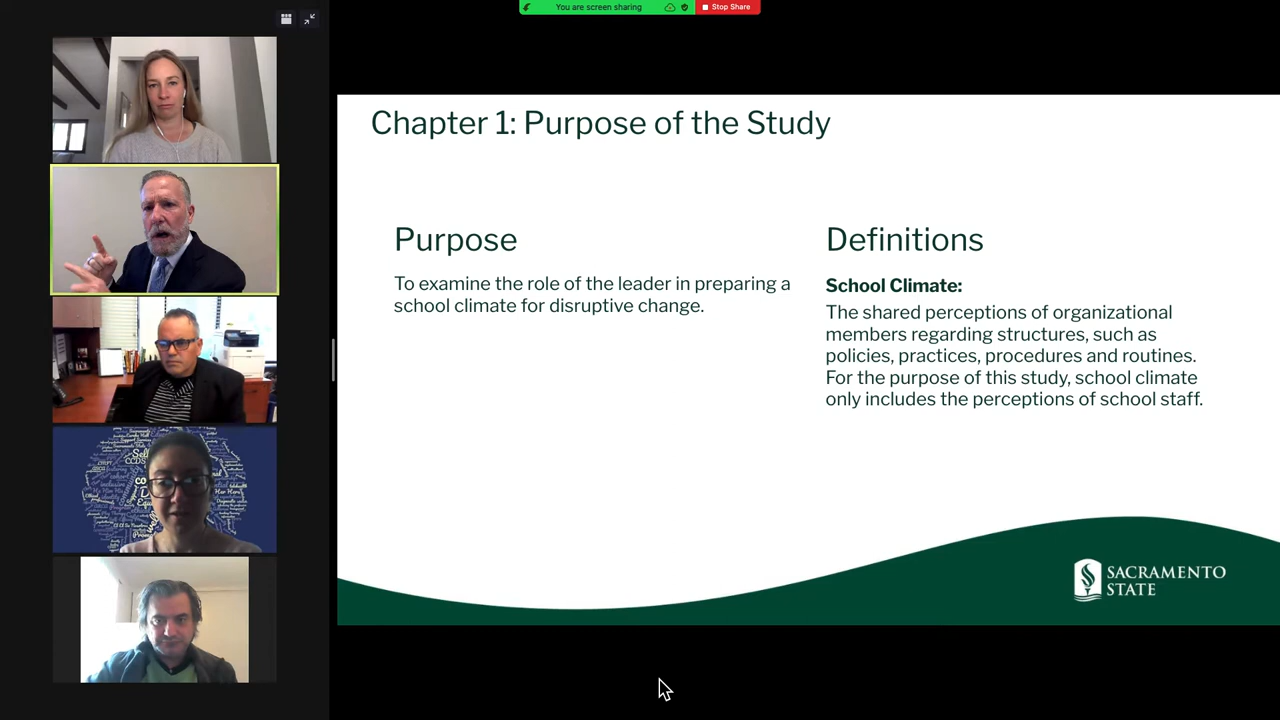 You are screen sharing
Stop Share
Chapter 1: Purpose of the Study
Purpose
To examine the role of the leader in preparing a
school climate for disruptive change.
Definitions
School Climate:
The shared perceptions of organizational
members regarding structures, such as
policies, practices, procedures and routines.
For the purpose of this study, school climate
only includes the perceptions of school staff.
SACRAMENTO
STATE